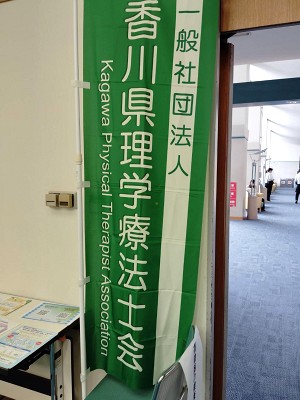 一般社団法人
香川県理学療法士会
Kagawa Physical Therapist Association